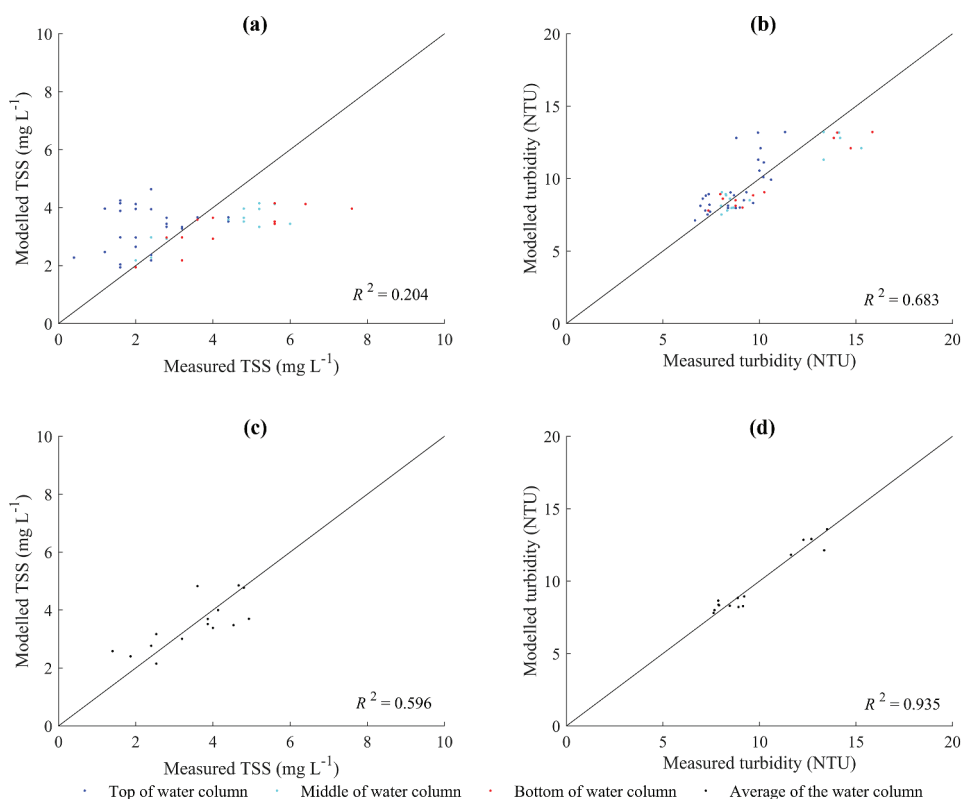 (a)
10
8
6
4
2
0
0
2
4
6
8
10
Modelled TSS (mg L-1)
Measured TSS (mg L-1)
R 2 = 0.204
(b)
20
15
10
5
0
0
5
10
15
20
Modelled turbidity (NTU)
Measured turbidity (NTU)
R 2 = 0.683
(c)
10
8
6
4
2
0
0
2
4
6
8
10
Modelled TSS (mg L-1)
Measured TSS (mg L-1)
R 2 = 0.596
(d)
20
15
10
5
0
0
5
10
15
20
Modelled turbidity (NTU)
Measured turbidity (NTU)
R 2 = 0.935
Top of water column Middle of water column Bottom of water column Average of the water column